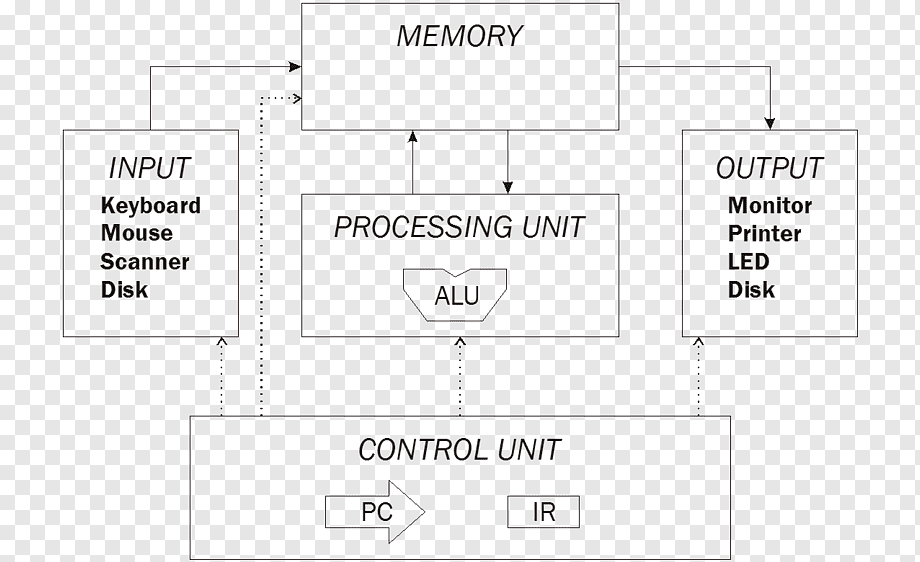 MEMORY
INPUT
Keyboard
Mouse
Scanner
Disk
PROCESSING UNIT
ALU
OUTPUT
Monitor
Printer
LED
Disk
CONTROL UNIT
PC
IR